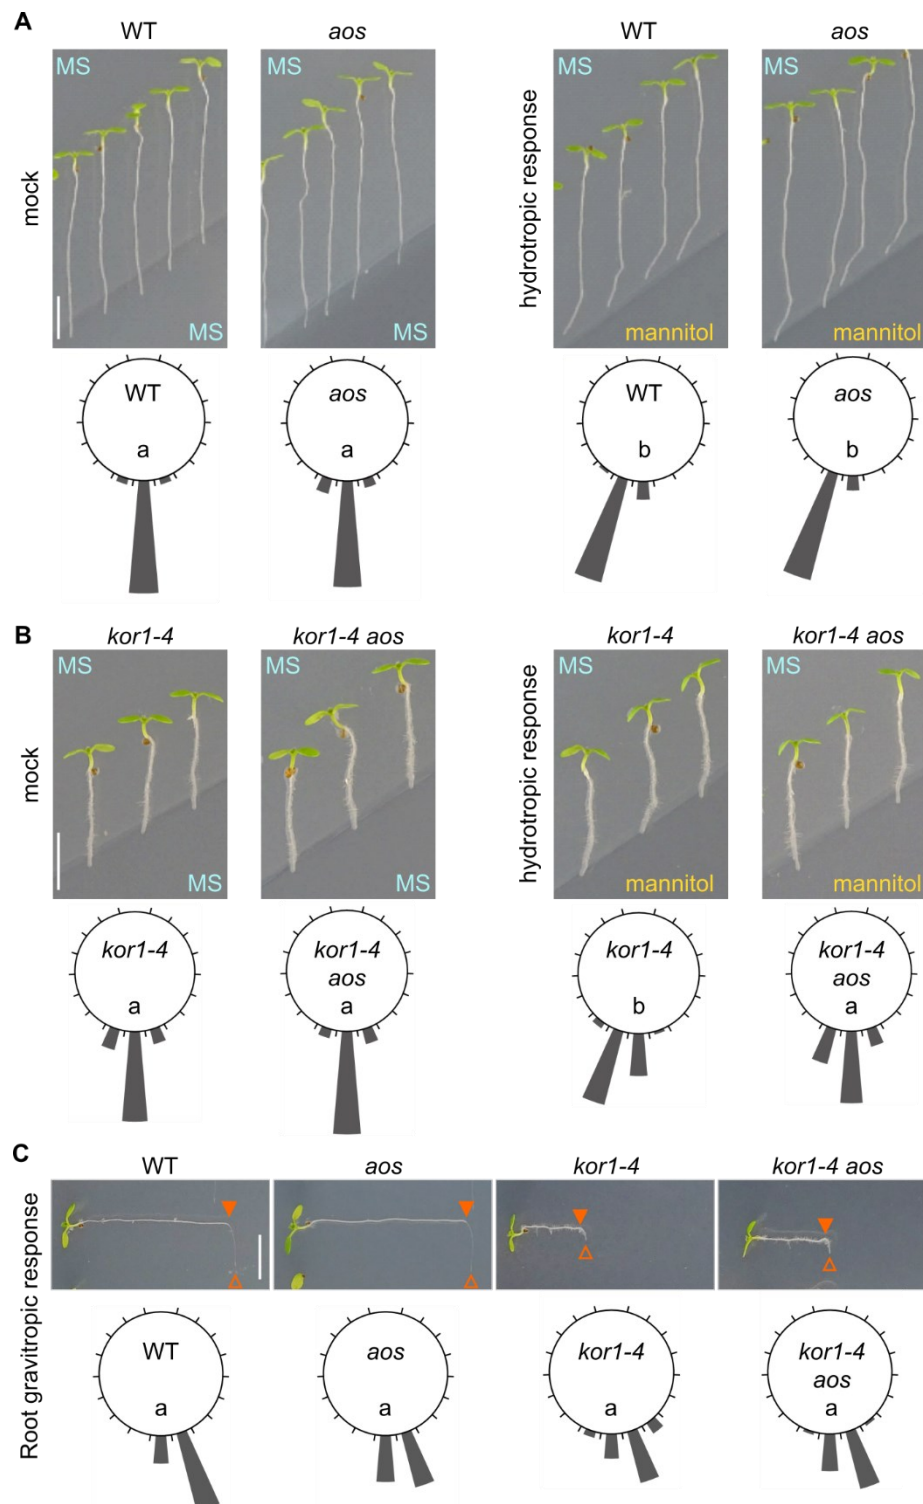 A
WT
aos
WT
aos
mock
MS
MS
MS
MS
hydrotropic response
MS
mannitol
MS
mannitol
WT
a
aos
a
WT
b
aos
b
B
kor1-4
kor1-4 aos
kor1-4
kor1-4 aos
mock
MS
MS
MS
MS
hydrotropic response
MS
mannitol
MS
mannitol
kor1-4
a
kor1-4
aos
a
kor1-4
b
kor1-4
aos
a
C
WT
aos
kor1-4
kor1-4 aos
Root gravitropic response
WT
a
aos
a
kor1-4
a
kor1-4
aos
a